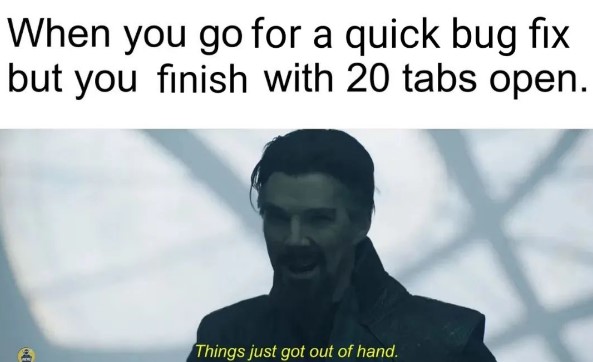 When you go for a quick bug fix
but you finish with 20 tabs open.
Things just got out of hand.